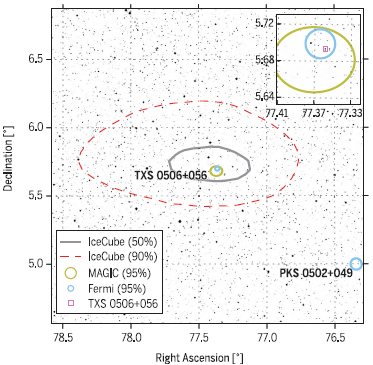 5.72
5.68
5.64
77.41 77.37 77.33
6.5
6.0
5.5
5.0
Declination [°]
TXS 0506+056
PKS 0502+049
IceCube (50%)
IceCube (90%)
MAGIC (95%)
Fermi (95%)
TXS 0506+056
78.5 78.0 77.5 77.0 76.5
Right Ascension [°]